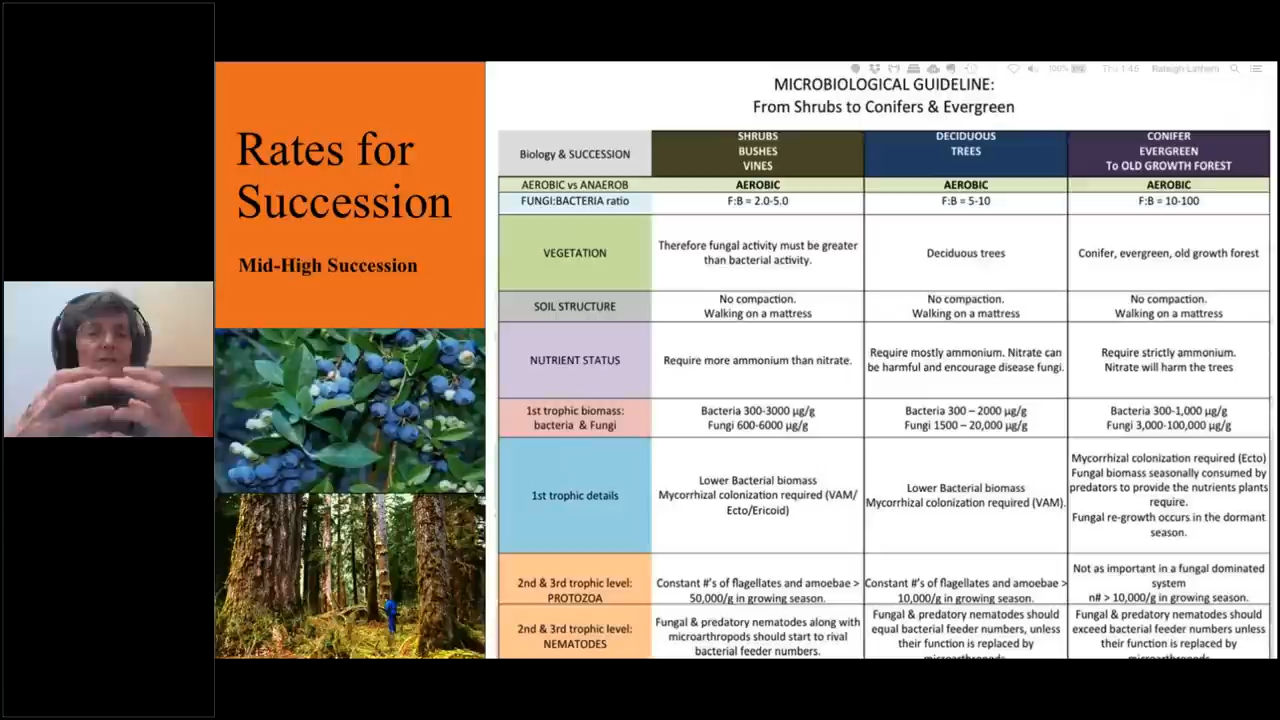 Rates for
Succession
Mid-High Succession
100%
Thu 1:45
Raleigh Latham
MICROBIOLOGICAL GUIDELINE:
From Shrubs to Conifers & Evergreen
Biology & SUCCESSION
SHRUBS
BUSHES
VINES
DECIDUOUS
TREES
CONIFER
EVERGREEN
To OLD GROWTH FOREST
AEROBIC vs ANAEROB
AEROBIC
AEROBIC
AEROBIC
FUNGI:BACTERIA ratio
F:B = 2.0-5.0
F:B = 5-10
F:B = 10-100
VEGETATION
Therefore fungal activity must be greater
than bacterial activity.
Deciduous trees
Conifer, evergreen, old growth forest
SOIL STRUCTURE
No compaction.
Walking on a mattress
No compaction.
Walking on a mattress
No compaction.
Walking on a mattress
NUTRIENT STATUS
Require more ammonium than nitrate.
Require mostly ammonium. Nitrate can
be harmful and encourage disease fungi.
Require strictly ammonium.
Nitrate will harm the trees
1st trophic biomass:
bacteria & Fungi
Bacteria 300-3000 µg/g
Fungi 600-6000 µg/g
Bacteria 300 – 2000 µg/g
Fungi 1500 – 20,000 µg/g
Bacteria 300-1,000 µg/g
Fungi 3,000-100,000 µg/g
1st trophic details
Lower Bacterial biomass
Mycorrhizal colonization required (VAM/
Ecto/Ericoid)
Lower Bacterial biomass
Mycorrhizal colonization required (VAM).
Mycorrhizal colonization required (Ecto)
Fungal biomass seasonally consumed by
predators to provide the nutrients plants
require.
Fungal re-growth occurs in the dormant
season.
2nd & 3rd trophic level:
PROTOZOA
Constant #'s of flagellates and amoebae >
50,000/g in growing season.
Constant #'s of flagellates and amoebae >
10,000/g in growing season.
Not as important in a fungal dominated
system
n# > 10,000/g in growing season.
2nd & 3rd trophic level:
NEMATODES
Fungal & predatory nematodes along with
microarthropods should start to rival
bacterial feeder numbers.
Fungal & predatory nematodes should
equal bacterial feeder numbers, unless
their function is replaced by
microarthropods
Fungal & predatory nematodes should
exceed bacterial feeder numbers unless
their function is replaced by
microarthropods